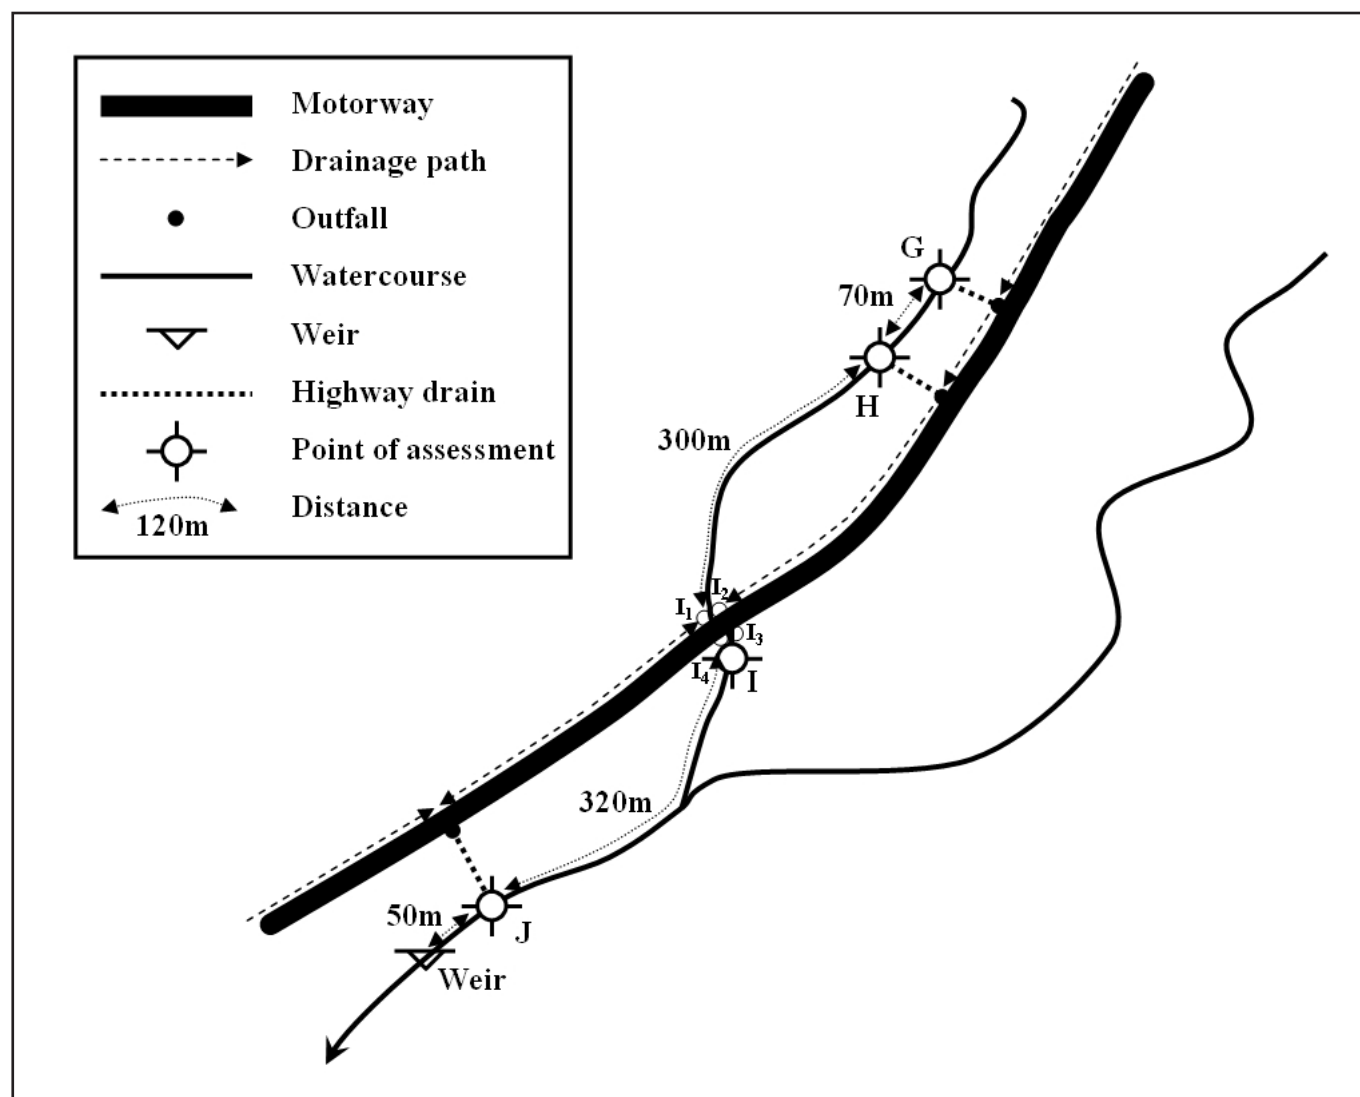 Motorway
Drainage path
Outfall
Watercourse
Weir
Highway drain
Point of assessment
120m
Distance
G
70m
H
300m
I₁
I₂
I₃
I₄
I
320m
50m
J
Weir